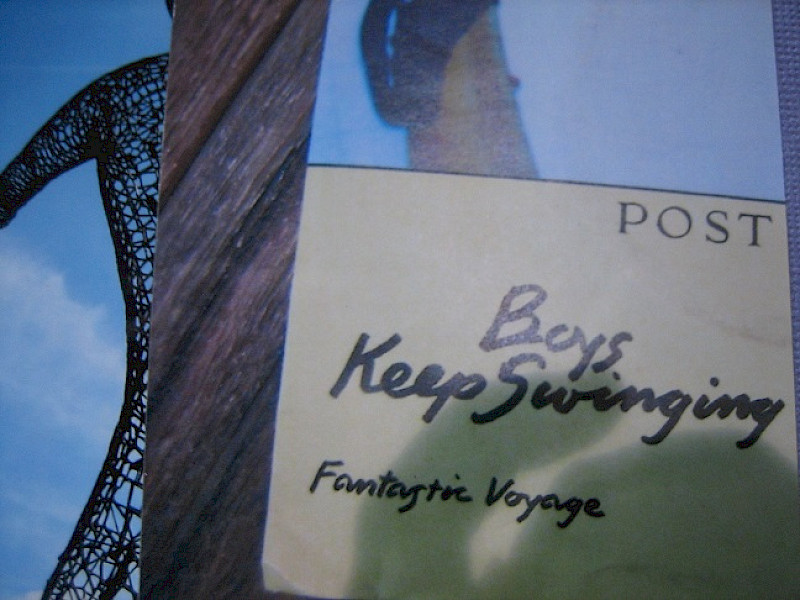 POST
Boys
Keep Swinging
Fantastic Voyage